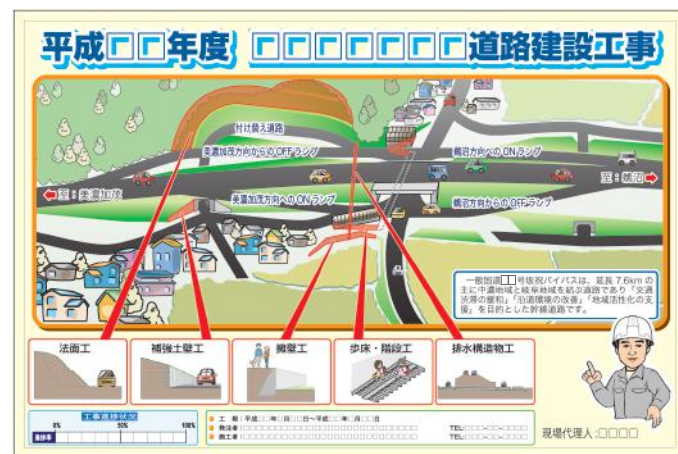 平成□□年度 □□□□□□□道路建設工事
付け替え道路
美濃加茂方向からのOFFランプ
鵜沼方向へのONランプ
至：美濃加茂
至：鵜沼
美濃加茂方向へのONランプ
鵜沼方向からのOFFランプ
一般国道□□号坂祝バイパスは、延長7.6kmの
主に中濃地域と岐阜地域を結ぶ道路であり「交通
渋滞の緩和」「沿道環境の改善」「地域活性化の支
援」を目的とした幹線道路です。
法面工
補強土壁工
擁壁工
歩床・階段工
排水構造物工
工事進捗状況
0% 50% 100%
進捗率
工 期：平成□□年□月□□日～平成□□年□月□□日
発注者：□□□□□□□□□□□□□□□□□□□□□□□□□ TEL:□□□-□□-□□□□
施工者：□□□□□□□□□□□□□□□□□□□□□□□□□ TEL:□□□-□□-□□□□
現場代理人：□□□□